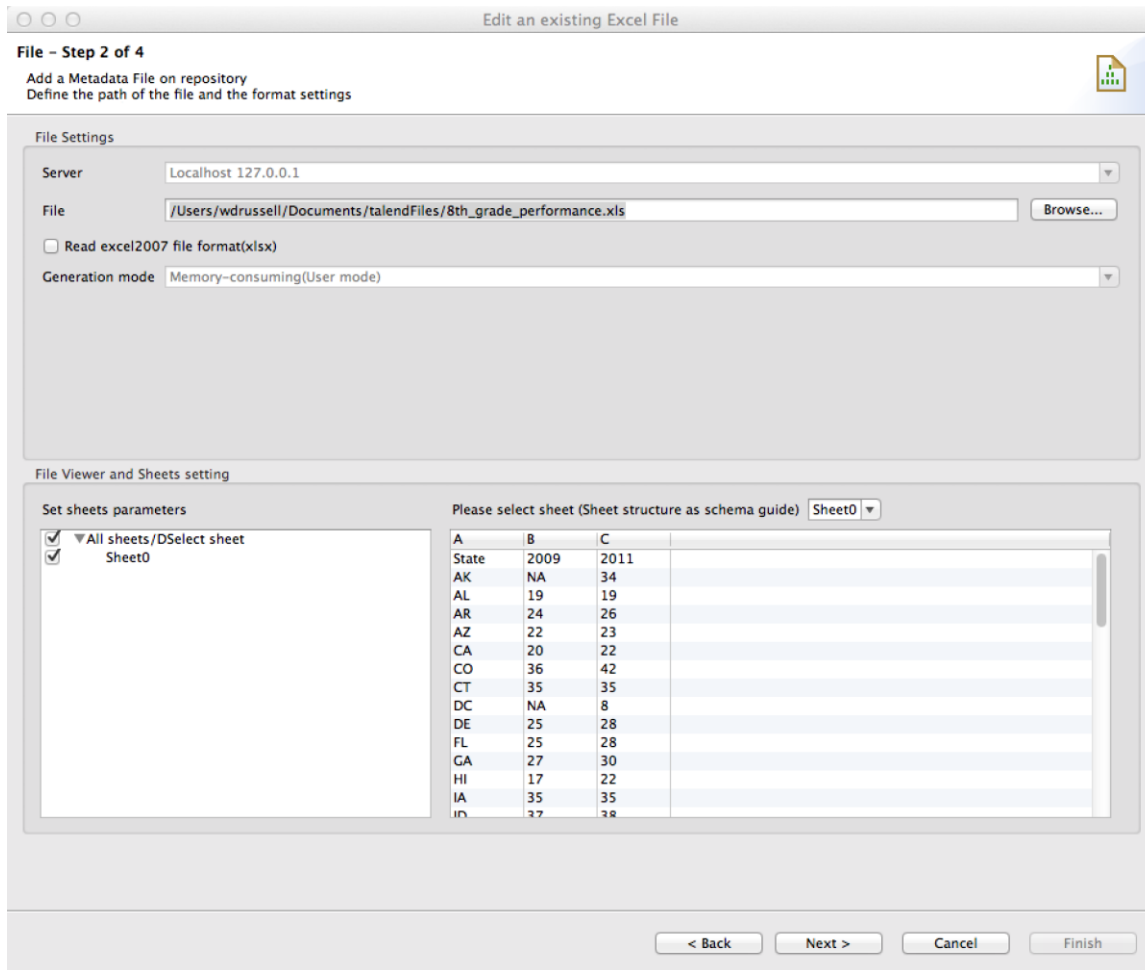 Edit an existing Excel File
File – Step 2 of 4
Add a Metadata File on repository
Define the path of the file and the format settings
File Settings
Server Localhost 127.0.0.1
File /Users/wdrussell/Documents/talendFiles/8th_grade_performance.xls Browse...
Read excel2007 file format(xlsx)
Generation mode Memory-consuming(User mode)
File Viewer and Sheets setting
Set sheets parameters
All sheets/DSelect sheet
Sheet0
Please select sheet (Sheet structure as schema guide) Sheet0
A B C
State 2009 2011
AK NA 34
AL 19 19
AR 24 26
AZ 22 23
CA 20 22
CO 36 42
CT 35 35
DC NA 8
DE 25 28
FL 25 28
GA 27 30
HI 17 22
IA 35 35
ID 37 38
< Back Next > Cancel Finish